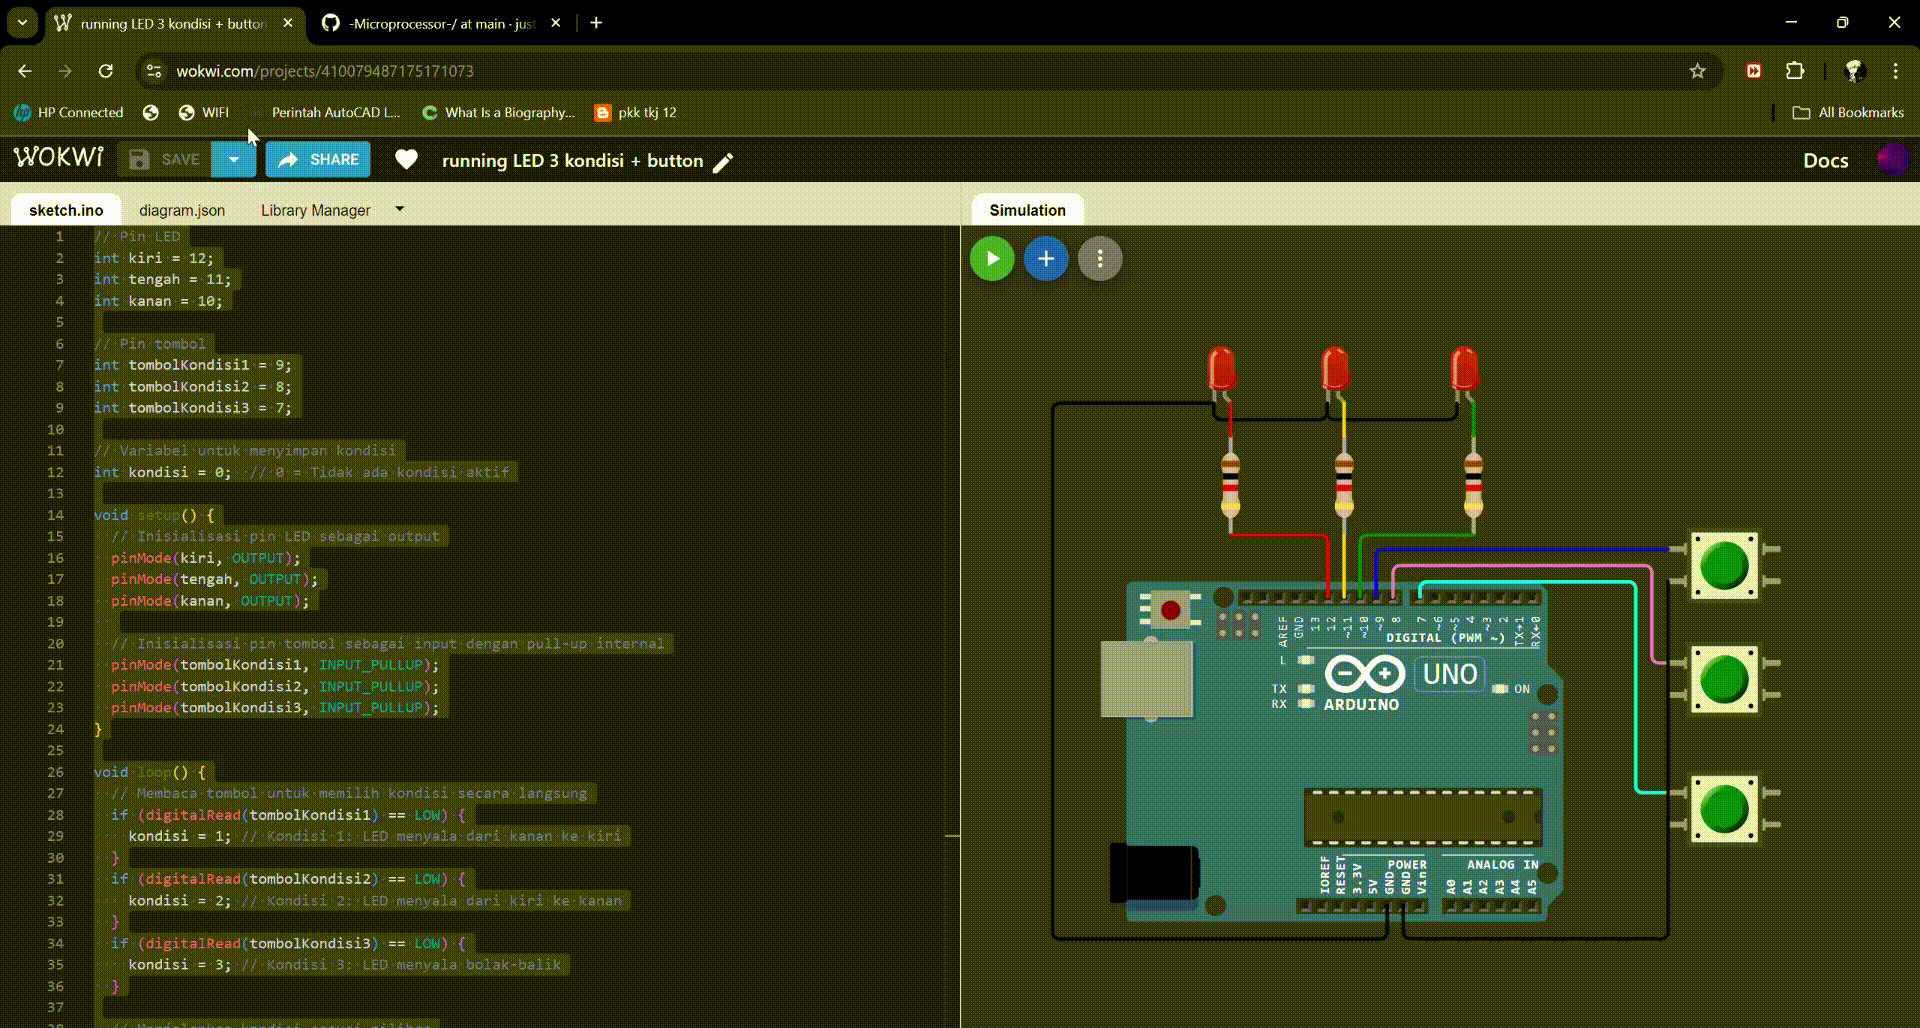 running LED 3 kondisi + button
-Microprocessor-/ at main · jus
wokwi.com/projects/410079487175171073
HP Connected
WIFI
Perintah AutoCAD L...
What Is a Biography...
pkk tkj 12
All Bookmarks
WOKWI
SAVE
SHARE
running LED 3 kondisi + button
Docs
sketch.ino
diagram.json
Library Manager
Simulation
1 // Pin LED
2 int kiri = 12;
3 int tengah = 11;
4 int kanan = 10;
5
6 // Pin tombol
7 int tombolKondisi1 = 9;
8 int tombolKondisi2 = 8;
9 int tombolKondisi3 = 7;
10
11 // Variabel untuk menyimpan kondisi
12 int kondisi = 0; // 0 = Tidak ada kondisi aktif
13
14 void setup() {
15 // Inisialisasi pin LED sebagai output
16 pinMode(kiri, OUTPUT);
17 pinMode(tengah, OUTPUT);
18 pinMode(kanan, OUTPUT);
19
20 // Inisialisasi pin tombol sebagai input dengan pull-up internal
21 pinMode(tombolKondisi1, INPUT_PULLUP);
22 pinMode(tombolKondisi2, INPUT_PULLUP);
23 pinMode(tombolKondisi3, INPUT_PULLUP);
24 }
25
26 void loop() {
27 // Membaca tombol untuk memilih kondisi secara langsung
28 if (digitalRead(tombolKondisi1) == LOW) {
29 kondisi = 1; // Kondisi 1: LED menyala dari kanan ke kiri
30 }
31 if (digitalRead(tombolKondisi2) == LOW) {
32 kondisi = 2; // Kondisi 2: LED menyala dari kiri ke kanan
33 }
34 if (digitalRead(tombolKondisi3) == LOW) {
35 kondisi = 3; // Kondisi 3: LED menyala bolak-balik
36 }
37
AREF
GND
13
12
~11
~10
~9
8
7
~6
~5
4
~3
2
TX→1
RX←0
DIGITAL (PWM ~)
L
TX
RX
UNO
ON
ARDUINO
IOREF
RESET
3.3V
5V
GND
GND
Vin
POWER
ANALOG IN
A0
A1
A2
A3
A4
A5